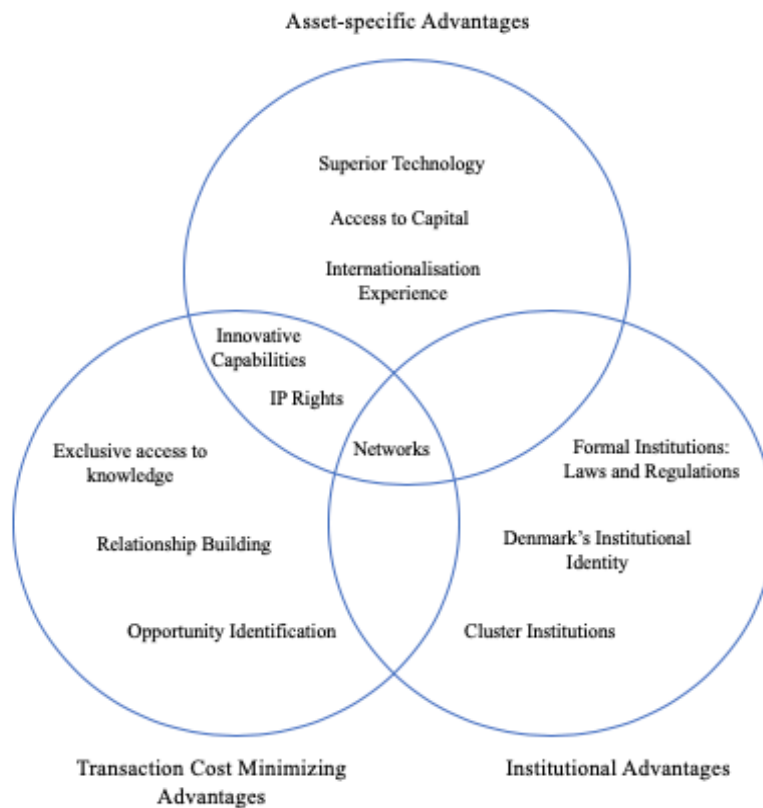 Asset-specific Advantages
Superior Technology
Access to Capital
Internationalisation
Experience
Innovative
Capabilities
IP Rights
Networks
Exclusive access to
knowledge
Formal Institutions:
Laws and Regulations
Relationship Building
Denmark's Institutional
Identity
Opportunity Identification
Cluster Institutions
Transaction Cost Minimizing
Advantages
Institutional Advantages